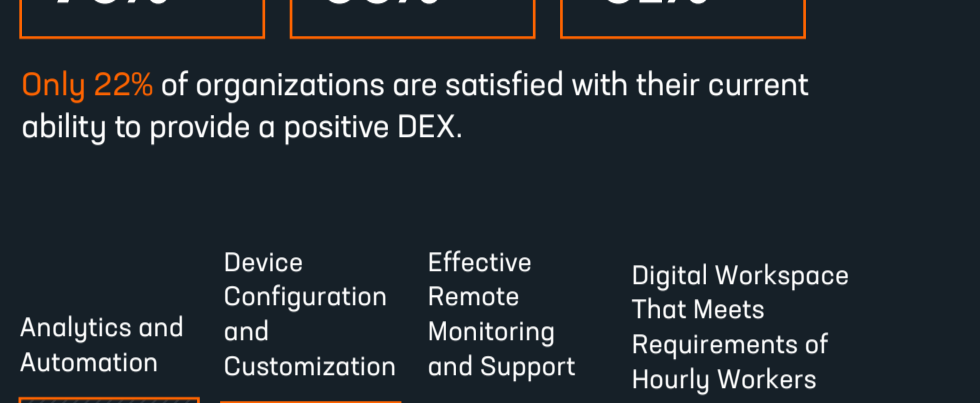 Only 22% of organizations are satisfied with their current
ability to provide a positive DEX.
Analytics and
Automation
Device
Configuration
and
Customization
Effective
Remote
Monitoring
and Support
Digital Workspace
That Meets
Requirements of
Hourly Workers